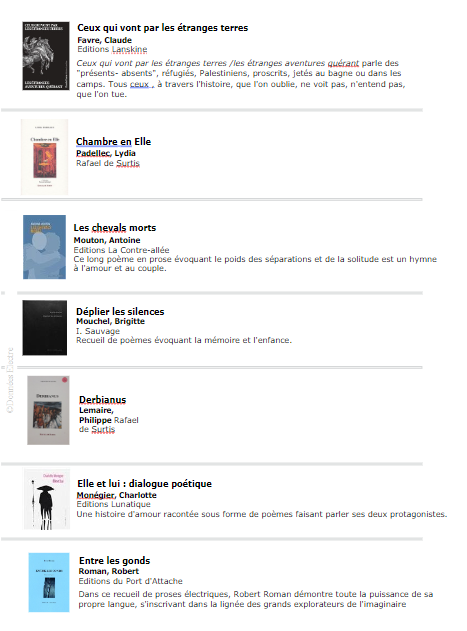 Ceux qui vont par les étranges terres
Favre, Claude
Editions Lanskine
Ceux qui vont par les étranges terres /les étranges aventures quérant parle des
"présents- absents", réfugiés, Palestiniens, proscrits, jetés au bagne ou dans les
camps. Tous ceux , à travers l'histoire, que l'on oublie, ne voit pas, n'entend pas,
que l'on tue.
Chambre en Elle
Padellec, Lydia
Rafael de Surtis
Les chevals morts
Mouton, Antoine
Editions La Contre-allée
Ce long poème en prose évoquant le poids des séparations et de la solitude est un hymne
à l'amour et au couple.
Déplier les silences
Mouchel, Brigitte
I. Sauvage
Recueil de poèmes évoquant la mémoire et l'enfance.
©Données Electre
Derbianus
Lemaire,
Philippe Rafael
de Surtis
Elle et lui : dialogue poétique
Monégier, Charlotte
Editions Lunatique
Une histoire d'amour racontée sous forme de poèmes faisant parler ses deux protagonistes.
Entre les gonds
Roman, Robert
Editions du Port d'Attache
Dans ce recueil de proses électriques, Robert Roman démontre toute la puissance de sa
propre langue, s'inscrivant dans la lignée des grands explorateurs de l'imaginaire